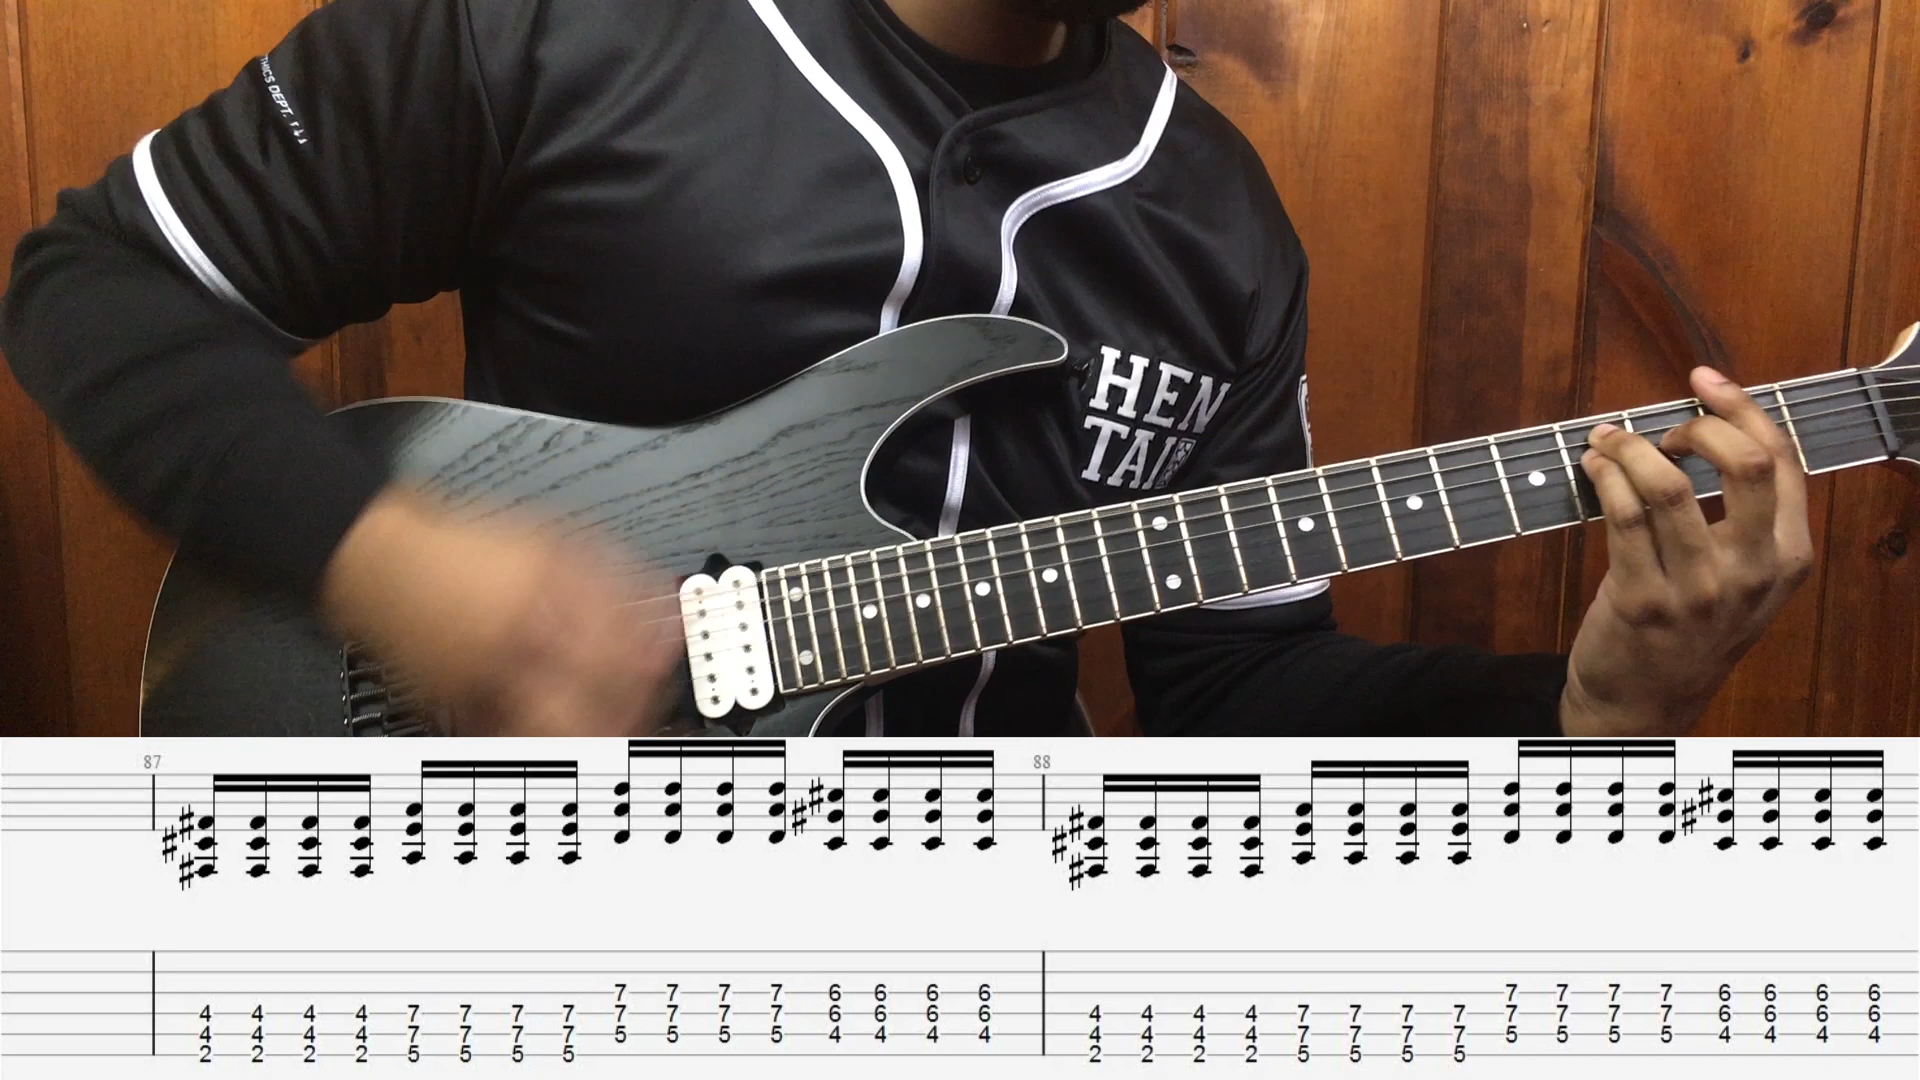 DEPT.
HEN
TAI
87 88
7 7 7 7 6 6 6 6 7 7 7 7 6 6 6 6
4 4 4 4 7 7 7 7 7 7 7 7 6 6 6 6 4 4 4 4 7 7 7 7 7 7 7 7 6 6 6 6
4 4 4 4 7 7 7 7 5 5 5 5 4 4 4 4 4 4 4 4 7 7 7 7 5 5 5 5 4 4 4 4
2 2 2 2 5 5 5 5 2 2 2 2 5 5 5 5